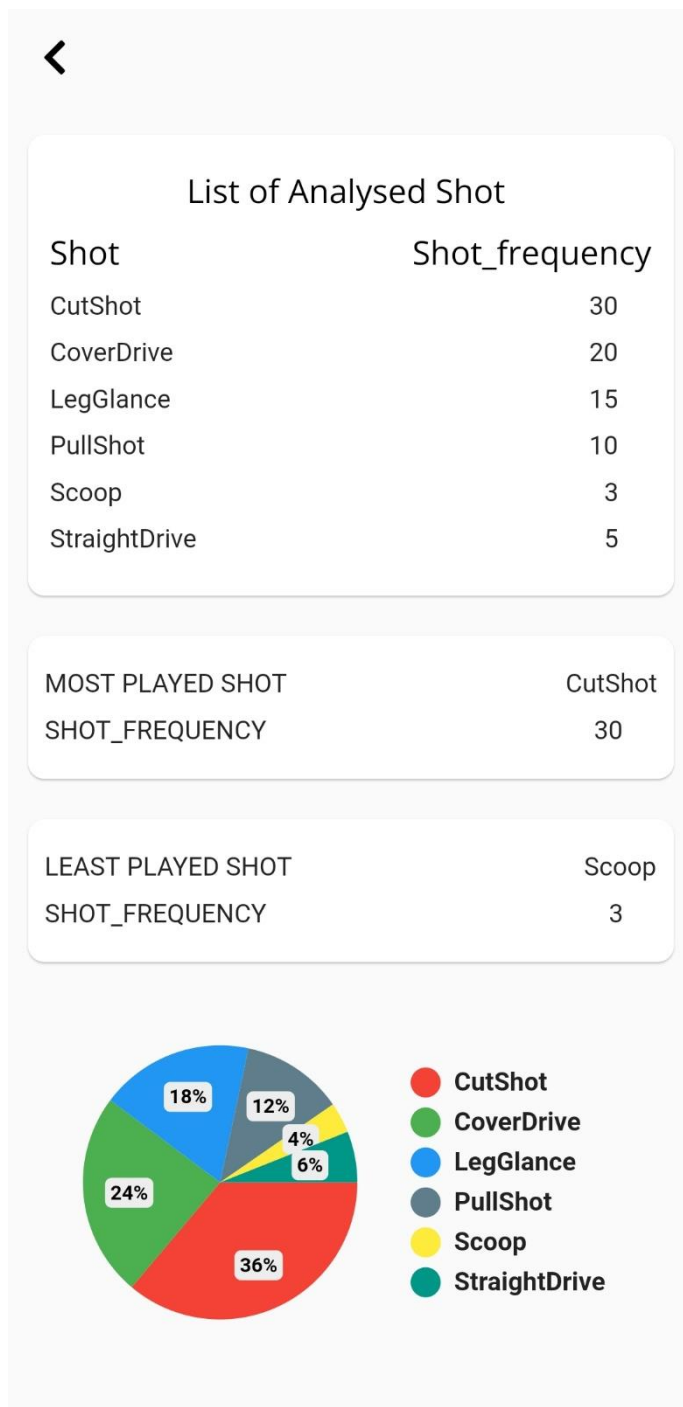 List of Analysed Shot
Shot Shot_frequency
CutShot 30
CoverDrive 20
LegGlance 15
PullShot 10
Scoop 3
StraightDrive 5
MOST PLAYED SHOT CutShot
SHOT_FREQUENCY 30
LEAST PLAYED SHOT Scoop
SHOT_FREQUENCY 3
18%
12%
4%
6%
24%
36%
CutShot
CoverDrive
LegGlance
PullShot
Scoop
StraightDrive